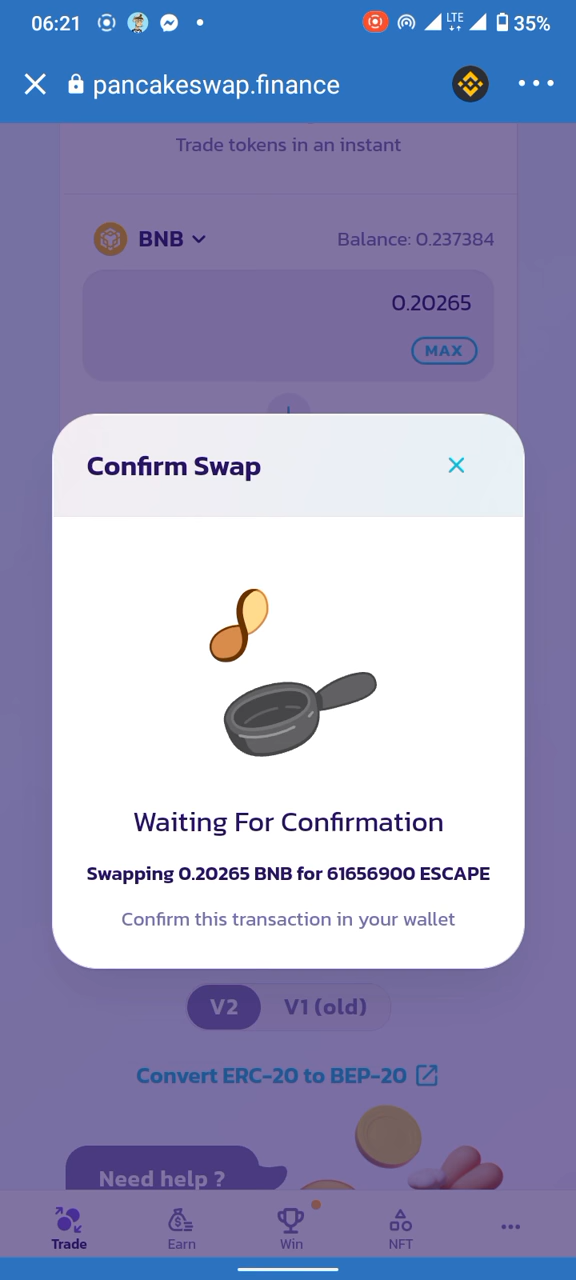 06:21
LTE
35%
pancakeswap.finance
Trade tokens in an instant
BNB
Balance: 0.237384
0.20265
MAX
Confirm Swap
Waiting For Confirmation
Swapping 0.20265 BNB for 61656900 ESCAPE
Confirm this transaction in your wallet
V2
V1 (old)
Convert ERC-20 to BEP-20
Need help ?
Trade
Earn
Win
NFT